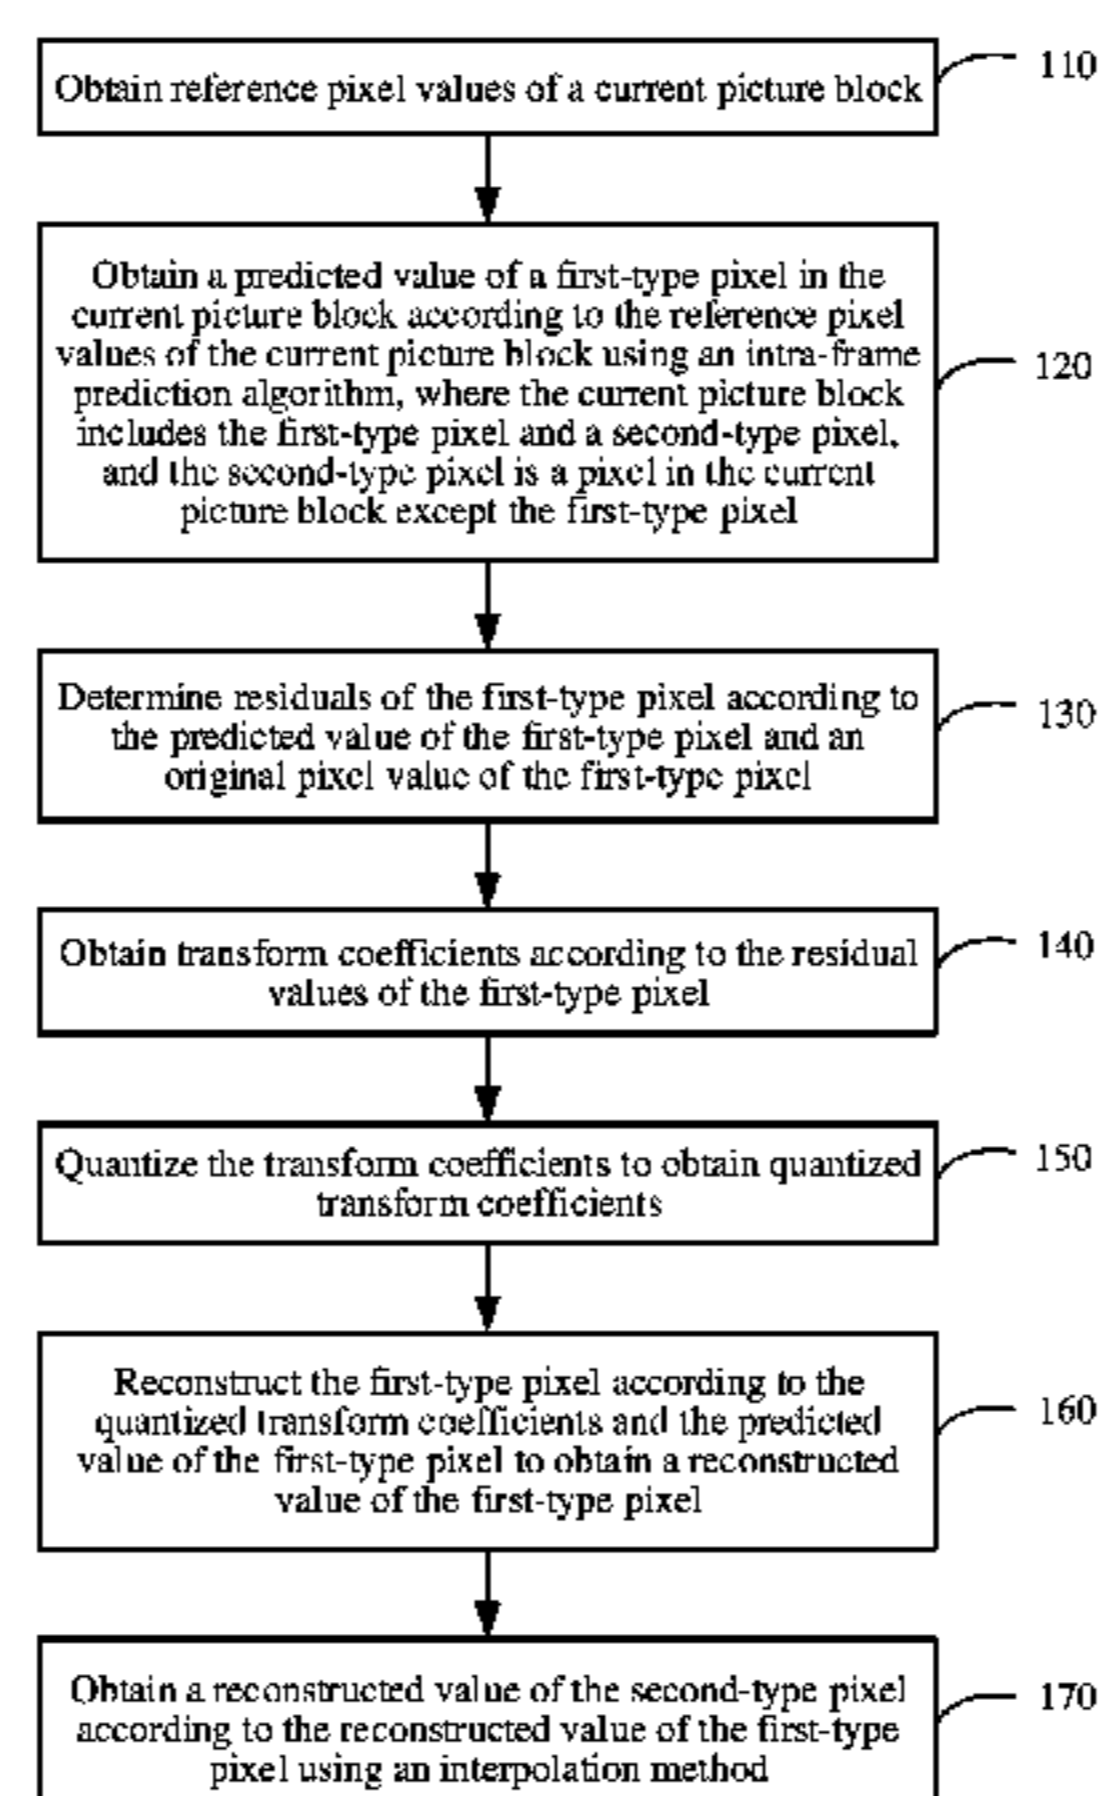 Obtain reference pixel values of a current picture block
110
Obtain a predicted value of a first-type pixel in the
current picture block according to the reference pixel
values of the current picture block using an intra-frame
prediction algorithm, where the current picture block
includes the first-type pixel and a second-type pixel,
and the second-type pixel is a pixel in the current
picture block except the first-type pixel
120
Determine residuals of the first-type pixel according to
the predicted value of the first-type pixel and an
original pixel value of the first-type pixel
130
Obtain transform coefficients according to the residual
values of the first-type pixel
140
Quantize the transform coefficients to obtain quantized
transform coefficients
150
Reconstruct the first-type pixel according to the
quantized transform coefficients and the predicted
value of the first-type pixel to obtain a reconstructed
value of the first-type pixel
160
Obtain a reconstructed value of the second-type pixel
according to the reconstructed value of the first-type
pixel using an interpolation method
170